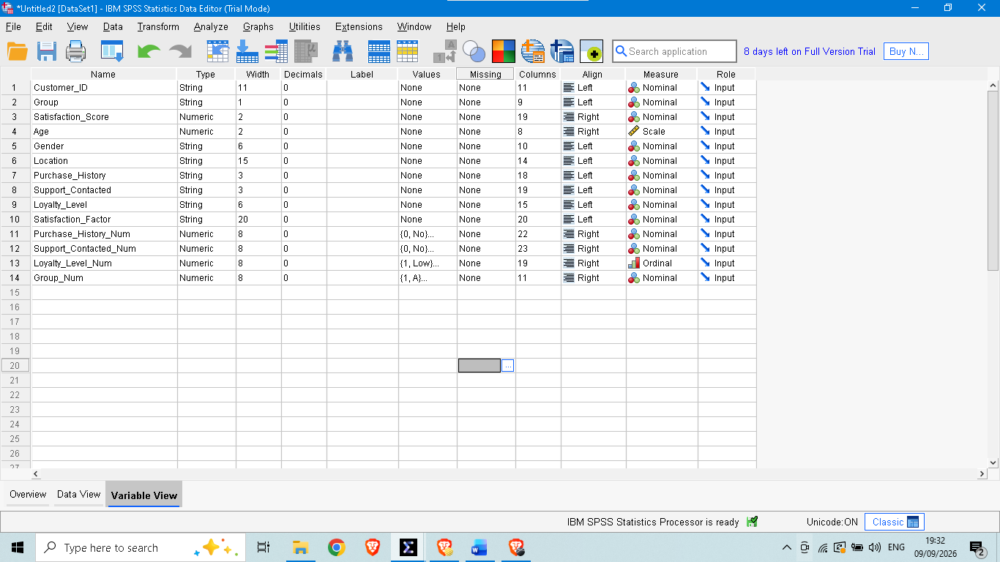 *Untitled2 [DataSet1] - IBM SPSS Statistics Data Editor (Trial Mode)
File Edit View Data Transform Analyze Graphs Utilities Extensions Window Help
Search application 8 days left on Full Version Trial Buy N...
Name Type Width Decimals Label Values Missing Columns Align Measure Role
1 Customer_ID String 11 0 None None 11 Left Nominal Input
2 Group String 1 0 None None 9 Left Nominal Input
3 Satisfaction_Score Numeric 2 0 None None 19 Right Nominal Input
4 Age Numeric 2 0 None None 8 Right Scale Input
5 Gender String 6 0 None None 10 Left Nominal Input
6 Location String 15 0 None None 14 Left Nominal Input
7 Purchase_History String 3 0 None None 18 Left Nominal Input
8 Support_Contacted String 3 0 None None 19 Left Nominal Input
9 Loyalty_Level String 6 0 None None 15 Left Nominal Input
10 Satisfaction_Factor String 20 0 None None 20 Left Nominal Input
11 Purchase_History_Num Numeric 8 0 {0, No}... None 22 Right Nominal Input
12 Support_Contacted_Num Numeric 8 0 {0, No}... None 23 Right Nominal Input
13 Loyalty_Level_Num Numeric 8 0 {1, Low}... None 19 Right Ordinal Input
14 Group_Num Numeric 8 0 {1, A}... None 11 Right Nominal Input
15
16
17
18
19
20 ...
21
22
23
24
25
26
27
Overview Data View Variable View
IBM SPSS Statistics Processor is ready Unicode:ON Classic
Type here to search ENG 19:32
09/09/2026 2